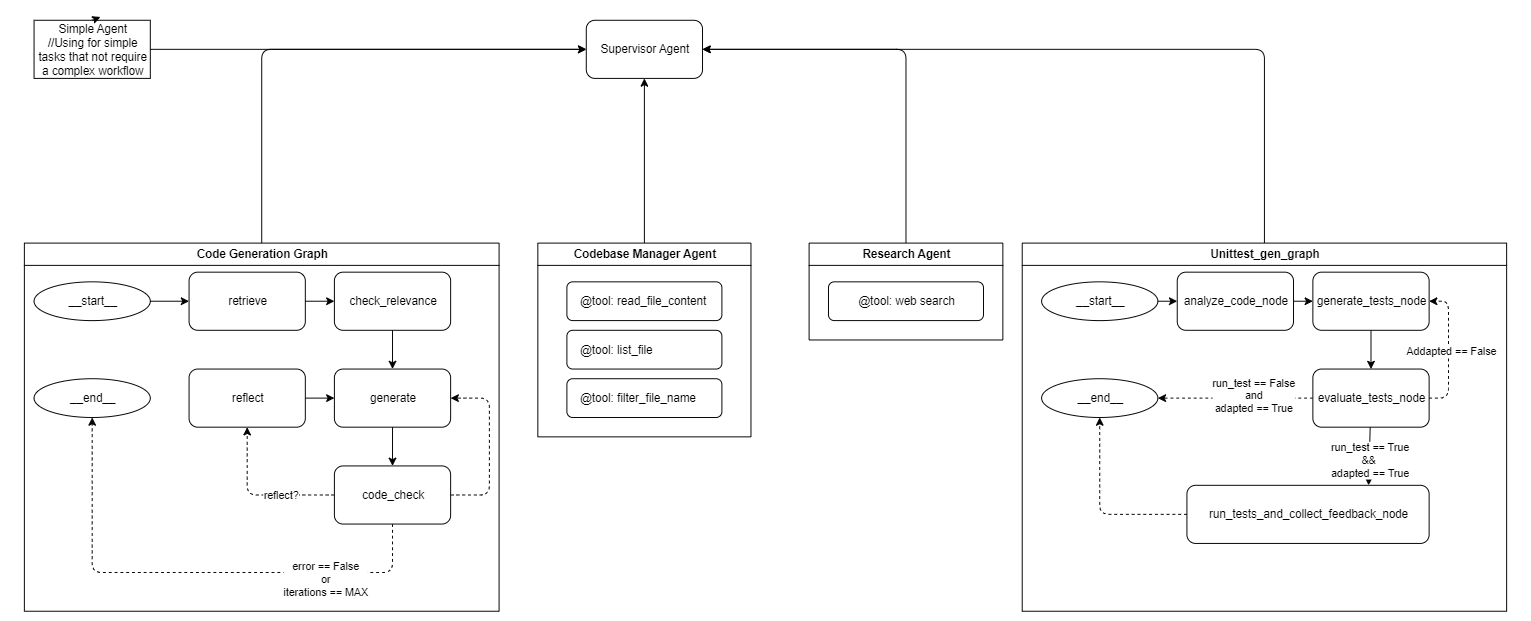 Simple Agent
//Using for simple
tasks that not require
a complex workflow
Supervisor Agent
Code Generation Graph
__start__
retrieve
check_relevance
__end__
reflect
generate
reflect?
code_check
error == False
or
iterations == MAX
Codebase Manager Agent
@tool: read_file_content
@tool: list_file
@tool: filter_file_name
Research Agent
@tool: web search
Unittest_gen_graph
__start__
analyze_code_node
generate_tests_node
Addapted == False
__end__
run_test == False
and
adapted == True
evaluate_tests_node
run_test == True
&&
adapted == True
run_tests_and_collect_feedback_node